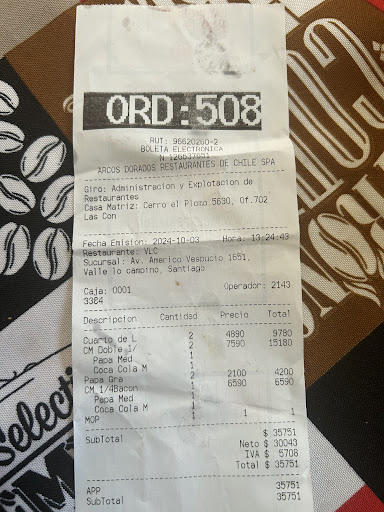 ORD:508
RUT: 96620260-2
BOLETA ELECTRONICA
ARCOS DORADOS RESTAURANTES DE CHILE SPA
Giro: Administracion y Explotacion de
Restaurantes
Casa Matriz: Cerro el Plomo 5630, Of.702
Las Con
Fecha Emision: 2024-10-03 Hora: 13:24:43
Restaurante: VLC
Sucursal: Av. Americo Vespucio 1651,
Valle lo campino, Santiago
Caja: 0001 Operador: 2143
3384
Descripcion Cantidad Precio Total
Cuarto de L 2 4890 9780
CM Doble 1/ 2 7590 15180
Papa Med 1
Coca Cola M 1
Papa Gra 2 2100 4200
CM 1/4Bacon 1 6590 6590
Papa Med 1
Coca Cola M 1
MOP 1 1 1
SubTotal $ 35751
Neto $ 30043
IVA $ 5708
Total $ 35751
APP 35751
SubTotal 35751
Selecti